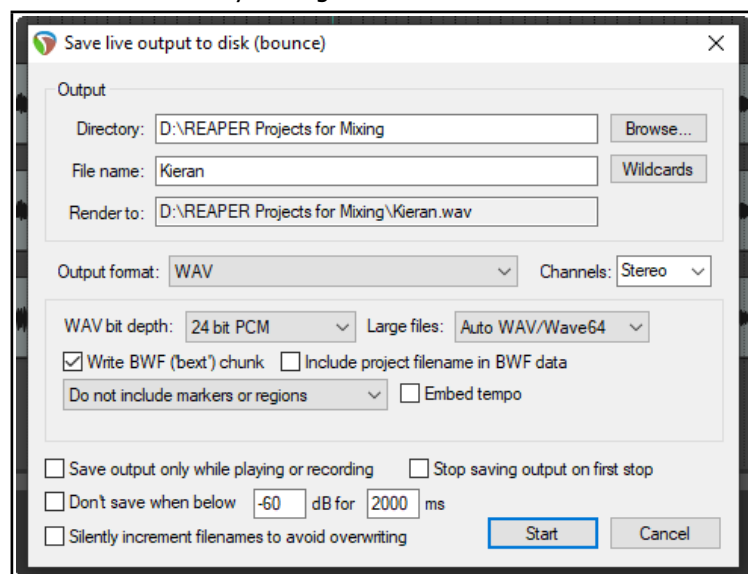 Save live output to disk (bounce)
Output
Directory: D:\REAPER Projects for Mixing Browse...
File name: Kieran Wildcards
Render to: D:\REAPER Projects for Mixing\Kieran.wav
Output format: WAV Channels: Stereo
WAV bit depth: 24 bit PCM Large files: Auto WAV/Wave64
Write BWF ('bext') chunk Include project filename in BWF data
Do not include markers or regions Embed tempo
Save output only while playing or recording Stop saving output on first stop
Don't save when below -60 dB for 2000 ms
Silently increment filenames to avoid overwriting Start Cancel